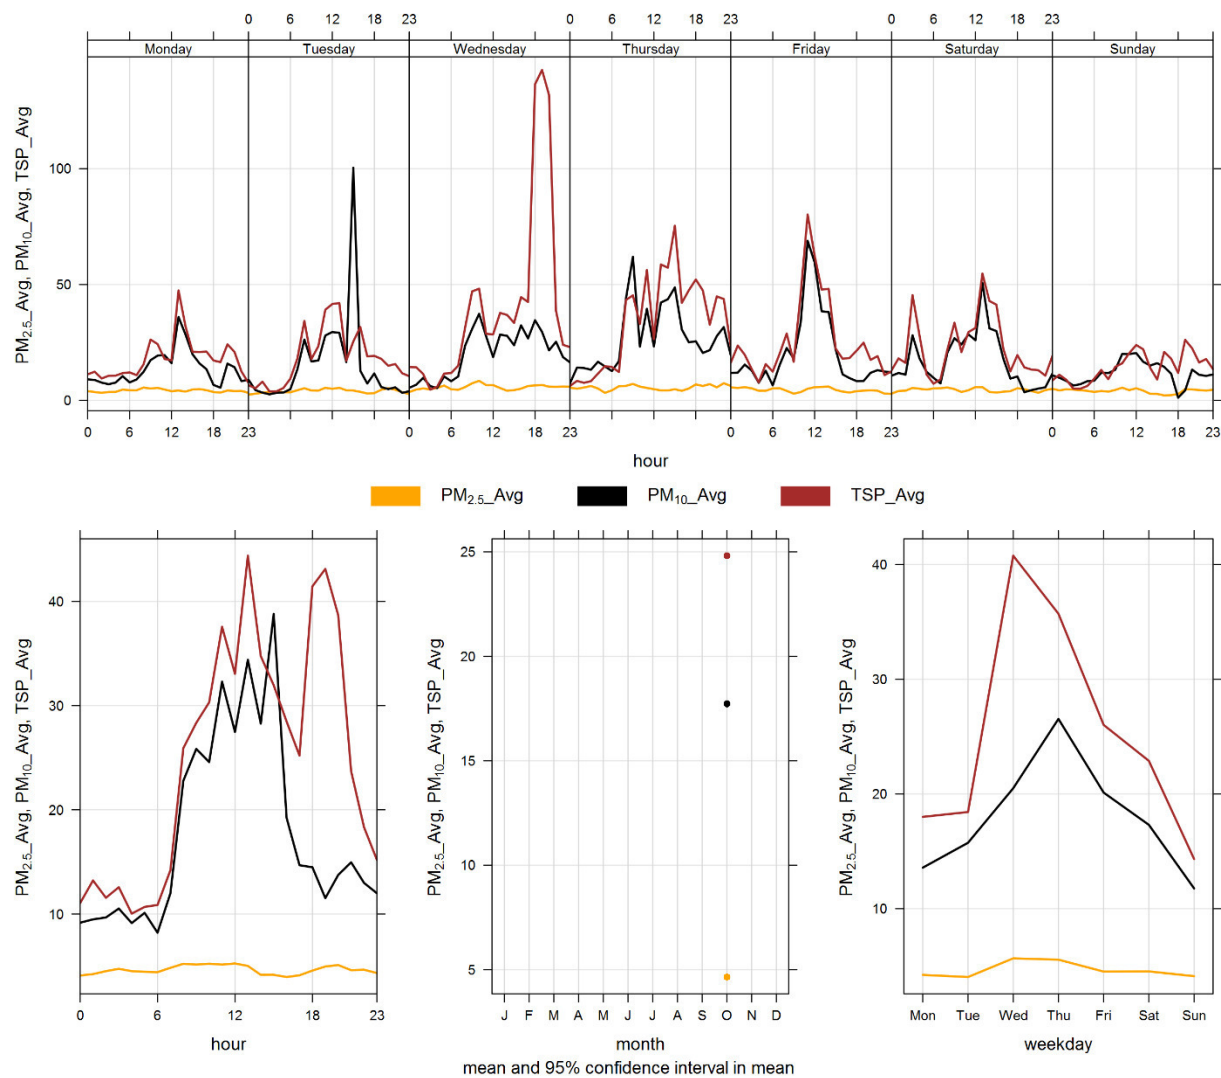 0 6 12 18 23 0 6 12 18 23 0 6 12 18 23
Monday Tuesday Wednesday Thursday Friday Saturday Sunday
PM2.5_Avg, PM10_Avg, TSP_Avg
100
50
0
0 6 12 18 23 0 6 12 18 23 0 6 12 18 23 0 6 12 18 23
hour
PM2.5_Avg PM10_Avg TSP_Avg
PM2.5_Avg, PM10_Avg, TSP_Avg
40
30
20
10
0 6 12 18 23
hour
PM2.5_Avg, PM10_Avg, TSP_Avg
25
20
15
10
5
J F M A M J J A S O N D
month
mean and 95% confidence interval in mean
PM2.5_Avg, PM10_Avg, TSP_Avg
40
30
20
10
Mon Tue Wed Thu Fri Sat Sun
weekday